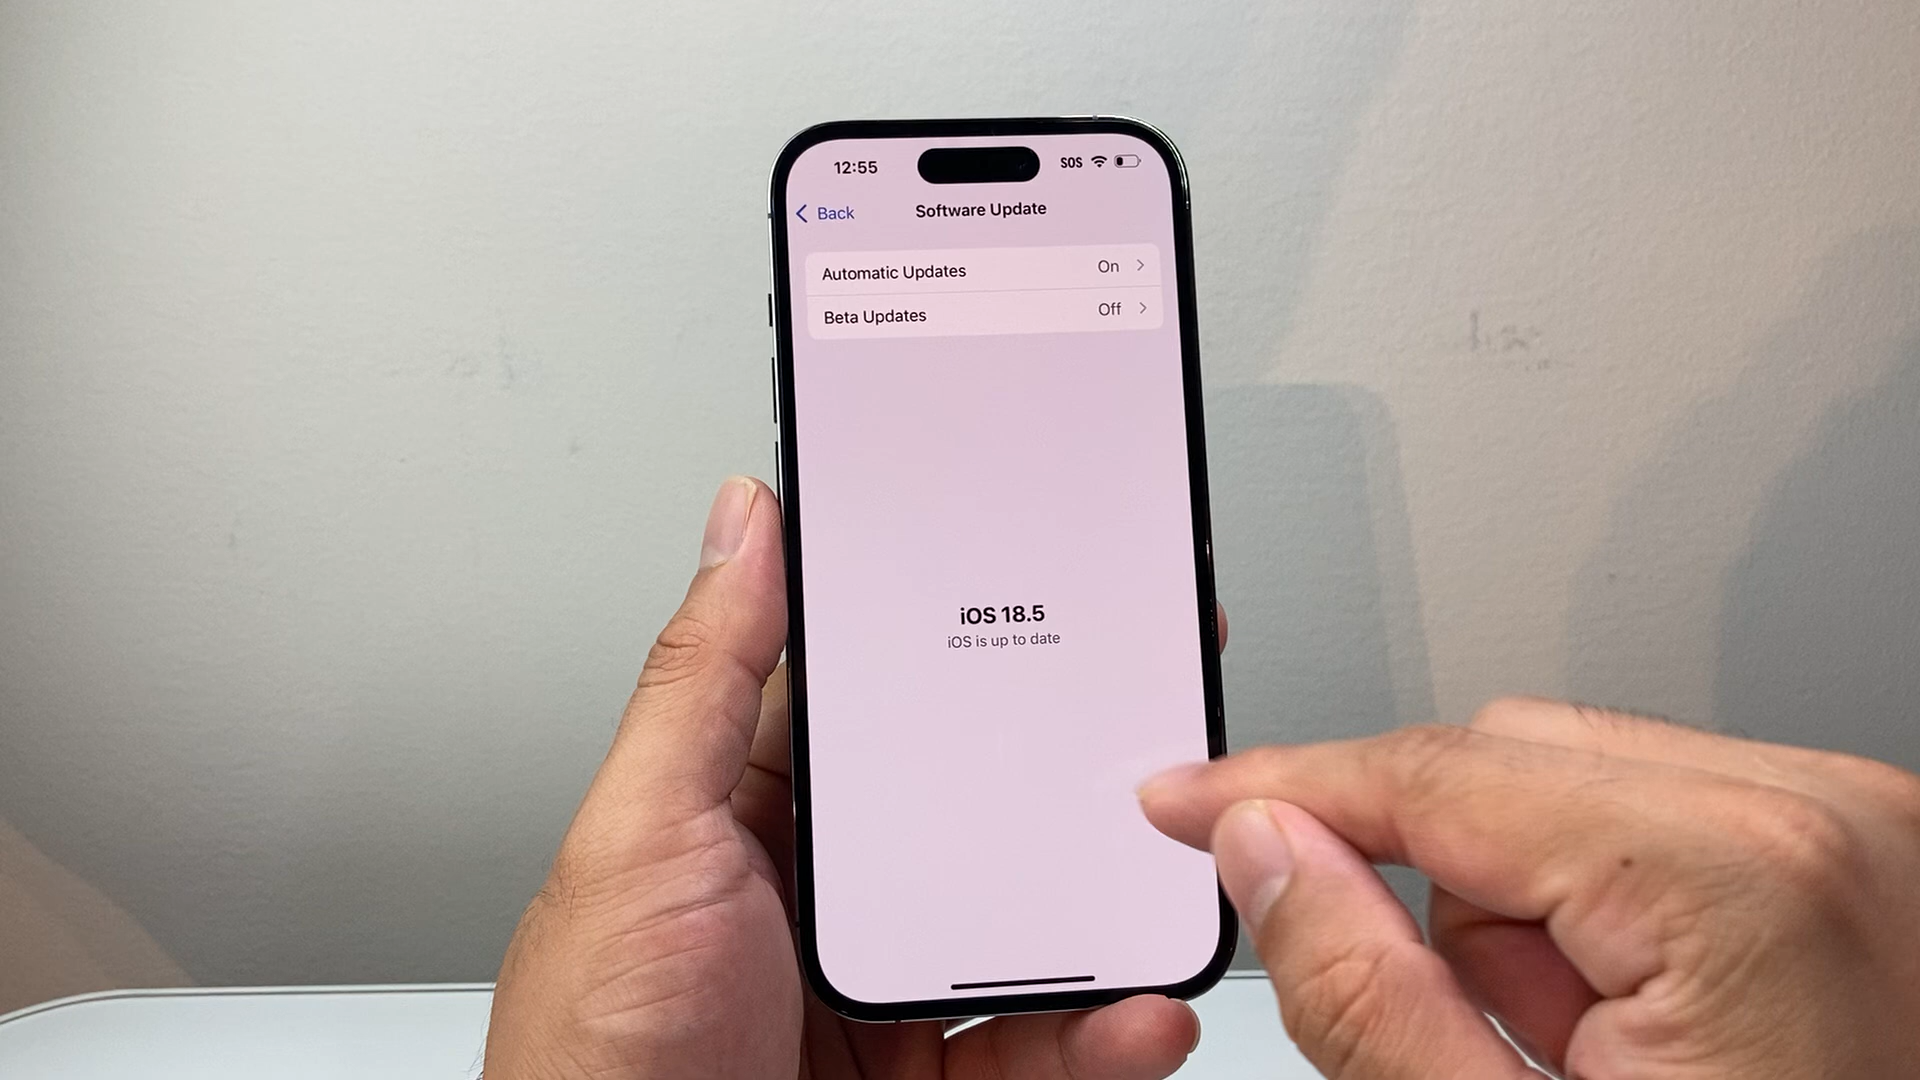 12:55 SOS
Back Software Update
Automatic Updates On
Beta Updates Off
iOS 18.5
iOS is up to date